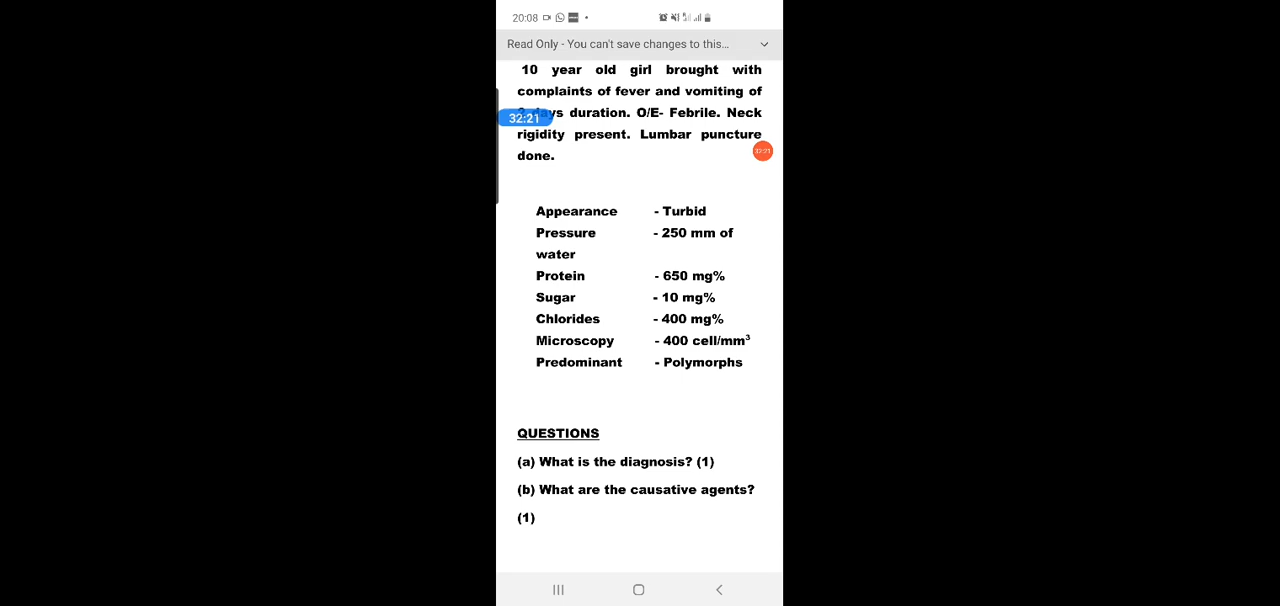 20:08
Read Only - You can't save changes to this...
10 year old girl brought with
complaints of fever and vomiting of
days duration. O/E- Febrile. Neck
32:21
rigidity present. Lumbar puncture
32:21
done.
Appearance - Turbid
Pressure - 250 mm of
water
Protein - 650 mg%
Sugar - 10 mg%
Chlorides - 400 mg%
Microscopy - 400 cell/mm³
Predominant - Polymorphs
QUESTIONS
(a) What is the diagnosis? (1)
(b) What are the causative agents?
(1)